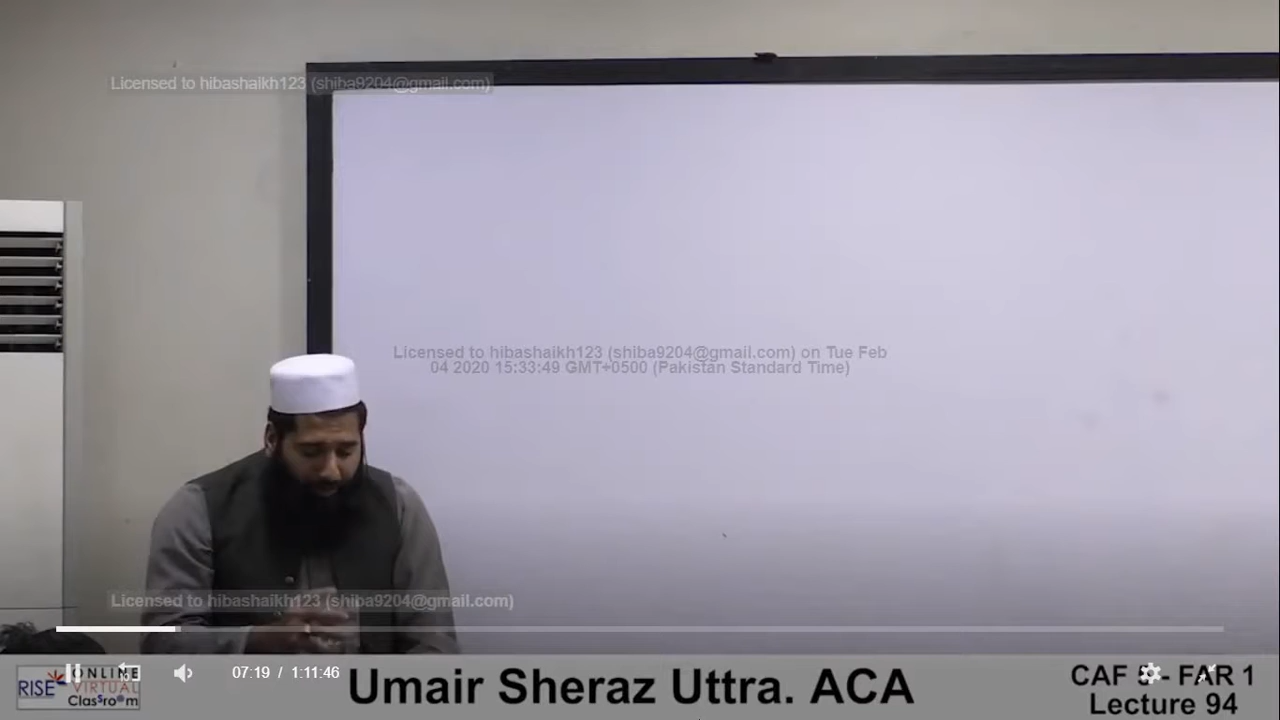 Licensed to hibashaikh123 (shiba9204@gmail.com)
Licensed to hibashaikh123 (shiba9204@gmail.com) on Tue Feb
04 2020 15:33:49 GMT+0500 (Pakistan Standard Time)
Licensed to hibashaikh123 (shiba9204@gmail.com)
07:19 / 1:11:46
RISE ONLINE
VIRTUAL
Classroom
Umair Sheraz Uttra. ACA
CAF 5 - FAR 1
Lecture 94